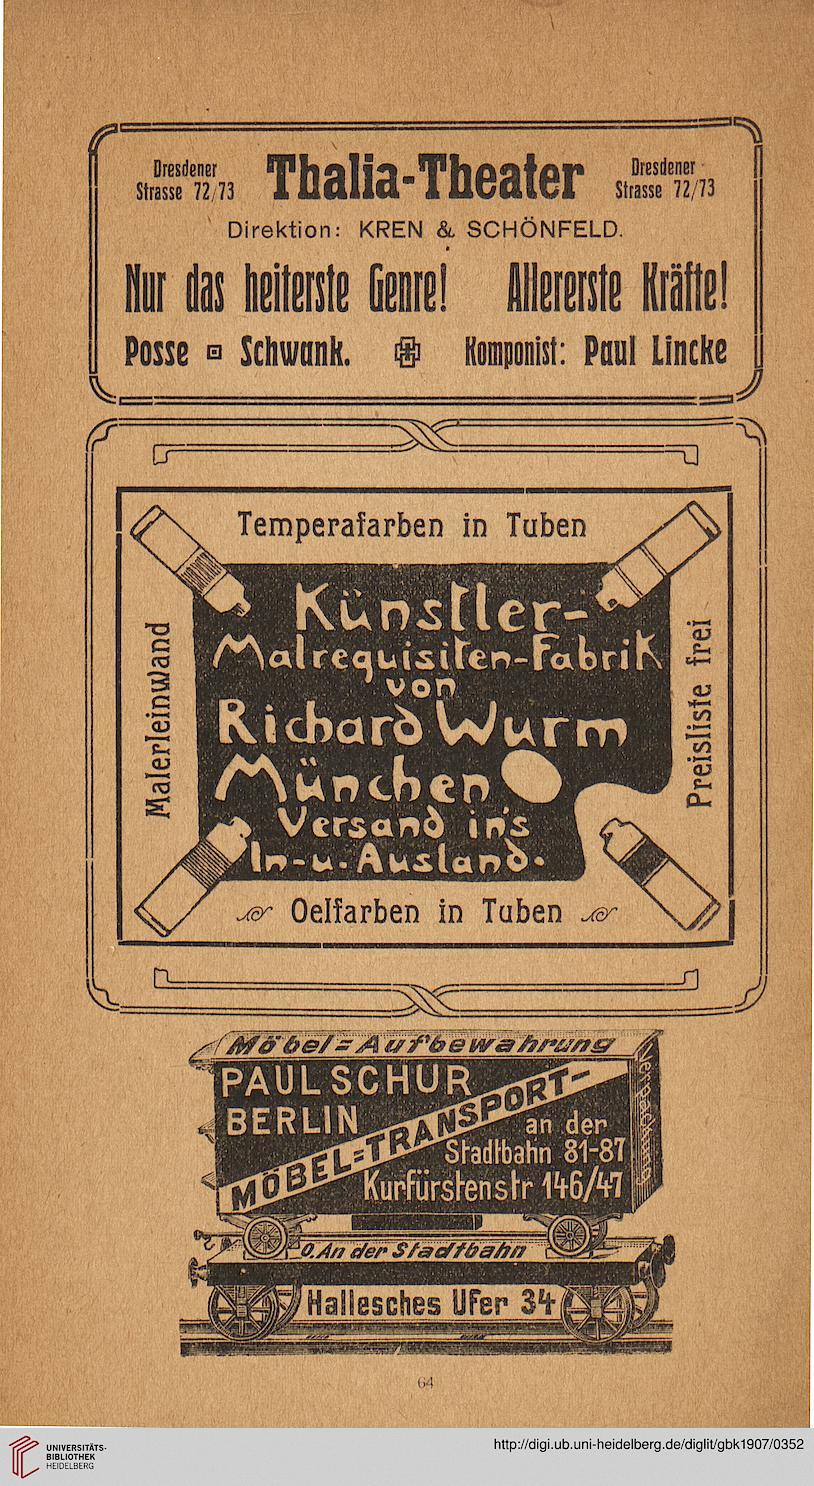 Dresdener
Strasse 72/73
Thalia-Theater
Dresdener
Strasse 72/73
Direktion: KREN & SCHÖNFELD.
Nur das heiterste Genre! Allererste Kräfte!
Posse Schwank. Komponist: Paul Lincke
Temperafarben in Tuben
Malerleinwand
Künstler-
Malrequisiten-Fabrik
von
Richard Wurm
München
Versand in's
In-u. Ausland.
Preisliste frei
Oelfarben in Tuben
Möbel=Aufbewahrung
PAUL SCHUR
BERLIN
MÖBEL=TRANSPORT-
an der
Stadtbahn 81-87
Kurfürstenstr 146/47
Verpackung
O. An der Stadtbahn
Hallesches Ufer 34
64
UNIVERSITÄTS-
BIBLIOTHEK
HEIDELBERG
http://digi.ub.uni-heidelberg.de/diglit/gbk1907/0352